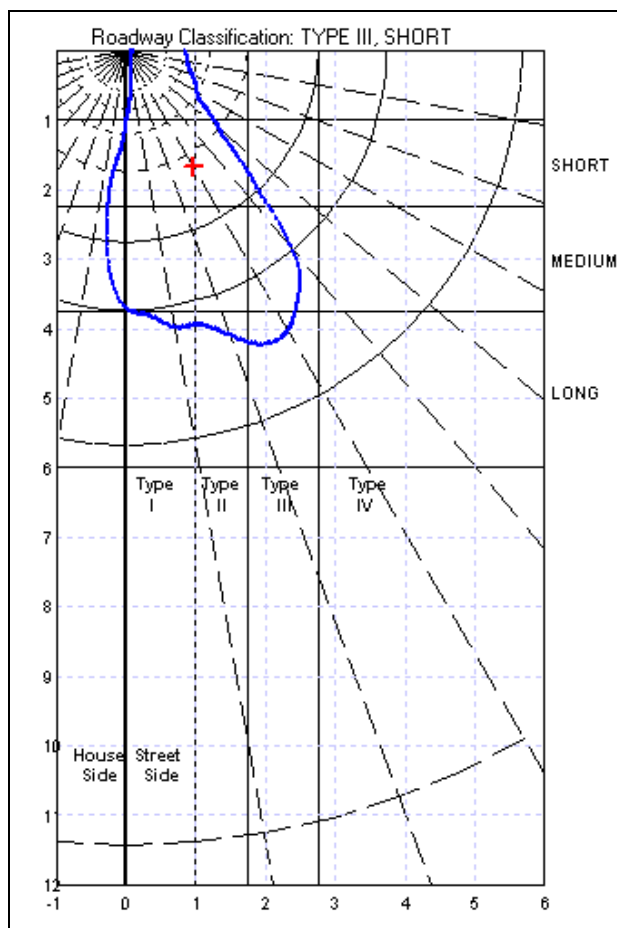 Roadway Classification: TYPE III, SHORT
1
SHORT
2
3
MEDIUM
4
5
LONG
6
Type I
Type II
Type III
Type IV
7
8
9
10
House Side
Street Side
11
12
-1 0 1 2 3 4 5 6